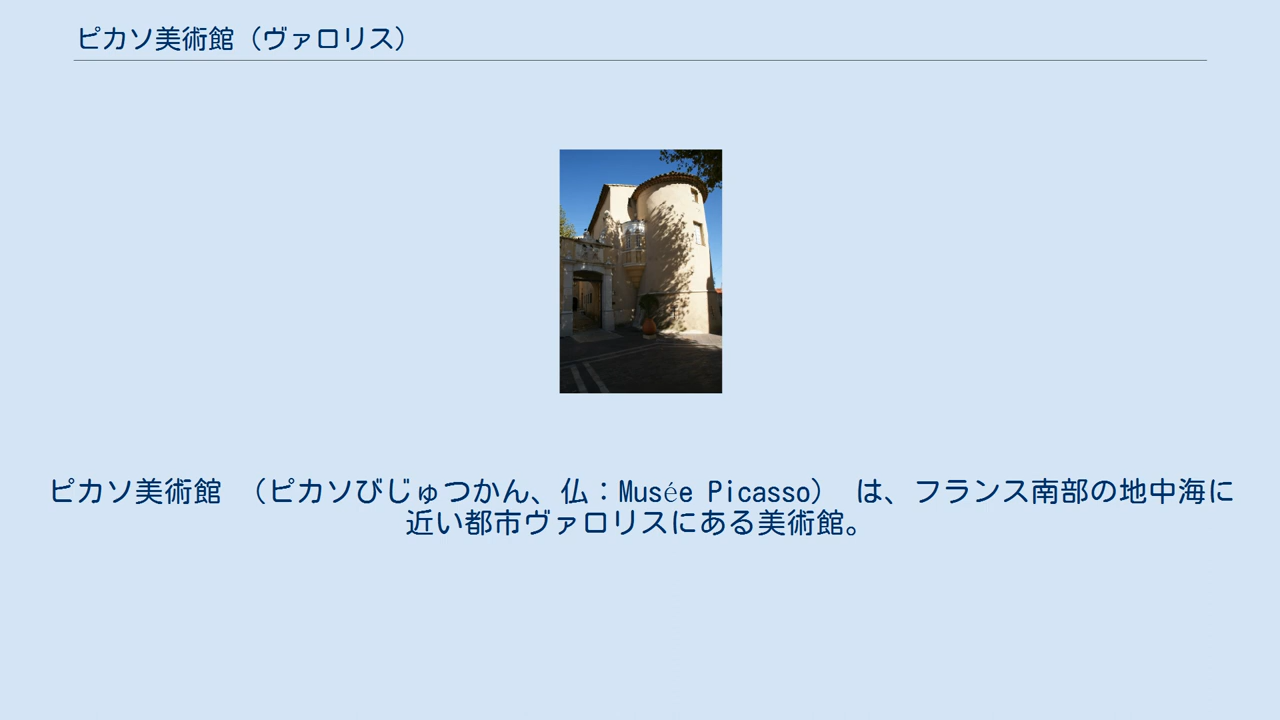 ピカソ美術館（ヴァロリス）
ピカソ美術館 （ピカソびじゅつかん、仏：Musée Picasso） は、フランス南部の地中海に
近い都市ヴァロリスにある美術館。